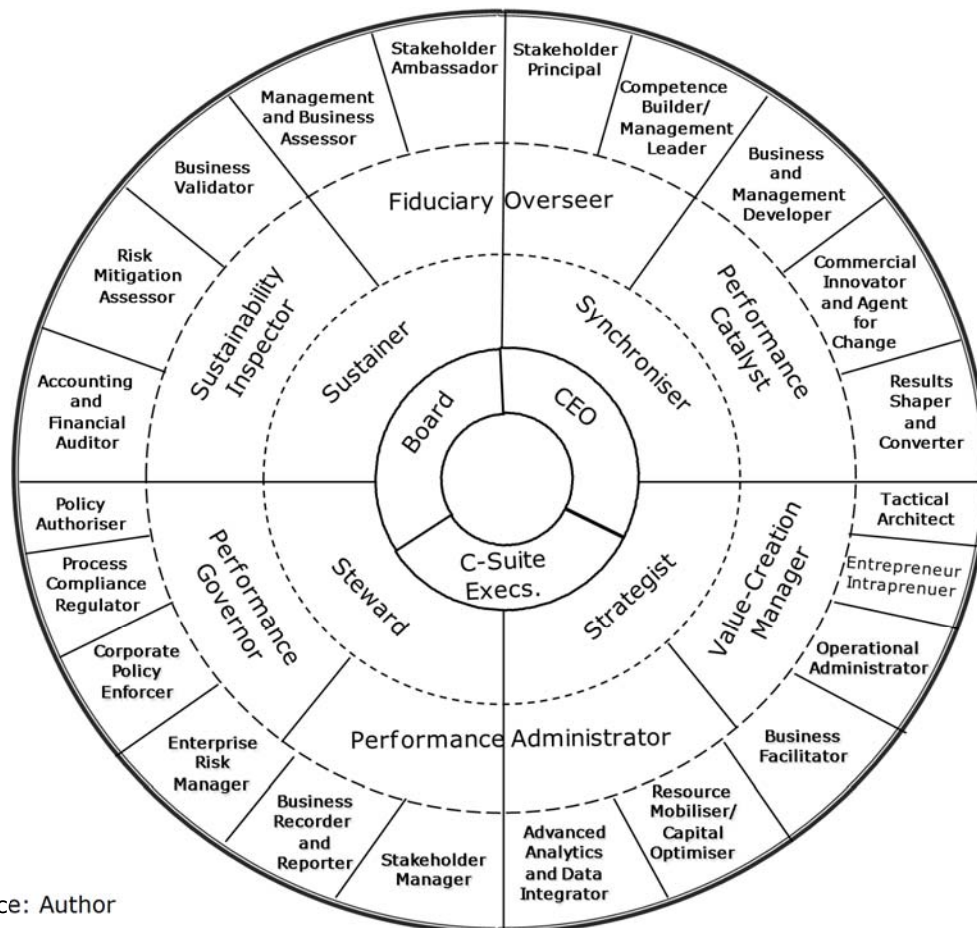 Stakeholder
Ambassador
Stakeholder
Principal
Competence
Builder/
Management
Leader
Business
and
Management
Developer
Commercial
Innovator
and Agent
for
Change
Results
Shaper
and
Converter
Tactical
Architect
Entrepreneur
Intraprenuer
Operational
Administrator
Business
Facilitator
Resource
Mobiliser/
Capital
Optimiser
Advanced
Analytics
and Data
Integrator
Stakeholder
Manager
Business
Recorder
and
Reporter
Enterprise
Risk
Manager
Corporate
Policy
Enforcer
Process
Compliance
Regulator
Policy
Authoriser
Accounting
and
Financial
Auditor
Risk
Mitigation
Assessor
Business
Validator
Management
and Business
Assessor
Fiduciary Overseer
Performance
Catalyst
Value-Creation
Manager
Performance Administrator
Performance
Governor
Sustainability
Inspector
Sustainer
Synchroniser
Strategist
Steward
Board
CEO
C-Suite
Execs.
ce: Author